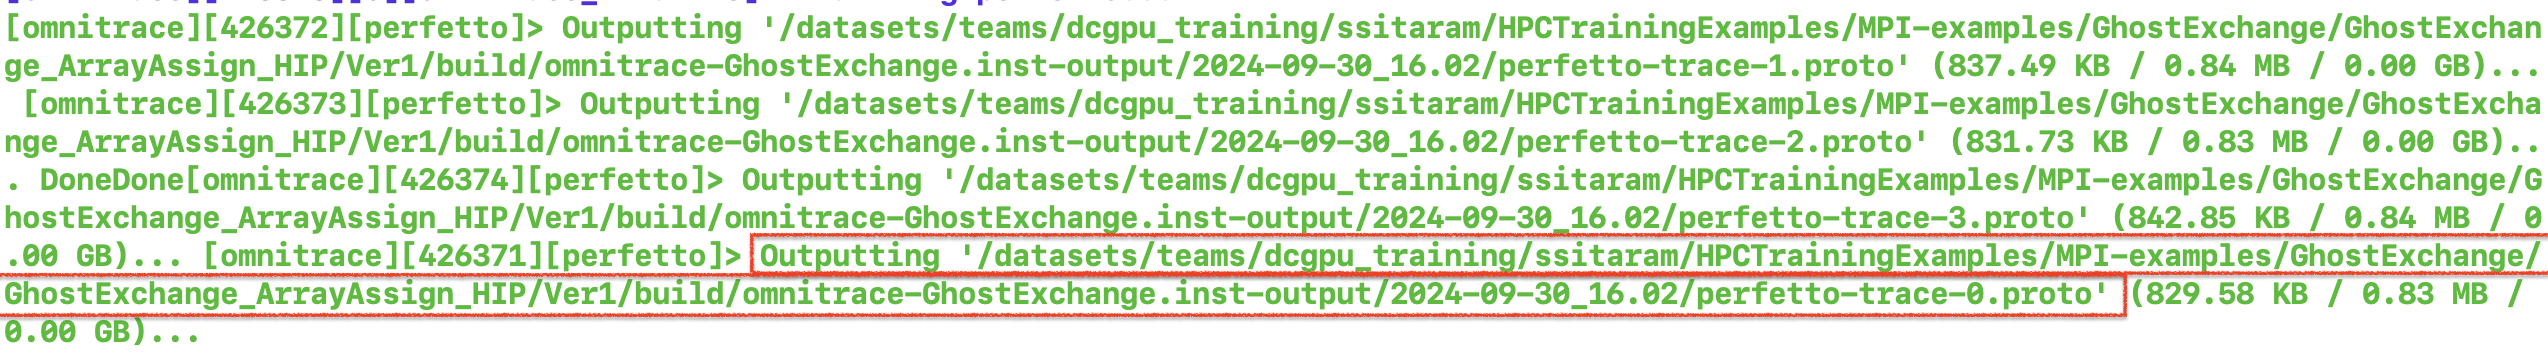 [omnitrace][426372][perfetto]> Outputting '/datasets/teams/dcgpu_training/ssitaram/HPCTrainingExamples/MPI-examples/GhostExchange/GhostExchan
ge_ArrayAssign_HIP/Ver1/build/omnitrace-GhostExchange.inst-output/2024-09-30_16.02/perfetto-trace-1.proto' (837.49 KB / 0.84 MB / 0.00 GB)...
[omnitrace][426373][perfetto]> Outputting '/datasets/teams/dcgpu_training/ssitaram/HPCTrainingExamples/MPI-examples/GhostExchange/GhostExcha
nge_ArrayAssign_HIP/Ver1/build/omnitrace-GhostExchange.inst-output/2024-09-30_16.02/perfetto-trace-2.proto' (831.73 KB / 0.83 MB / 0.00 GB)..
. DoneDone[omnitrace][426374][perfetto]> Outputting '/datasets/teams/dcgpu_training/ssitaram/HPCTrainingExamples/MPI-examples/GhostExchange/G
hostExchange_ArrayAssign_HIP/Ver1/build/omnitrace-GhostExchange.inst-output/2024-09-30_16.02/perfetto-trace-3.proto' (842.85 KB / 0.84 MB / 0
.00 GB)... [omnitrace][426371][perfetto]> Outputting '/datasets/teams/dcgpu_training/ssitaram/HPCTrainingExamples/MPI-examples/GhostExchange/
GhostExchange_ArrayAssign_HIP/Ver1/build/omnitrace-GhostExchange.inst-output/2024-09-30_16.02/perfetto-trace-0.proto' (829.58 KB / 0.83 MB /
0.00 GB)...